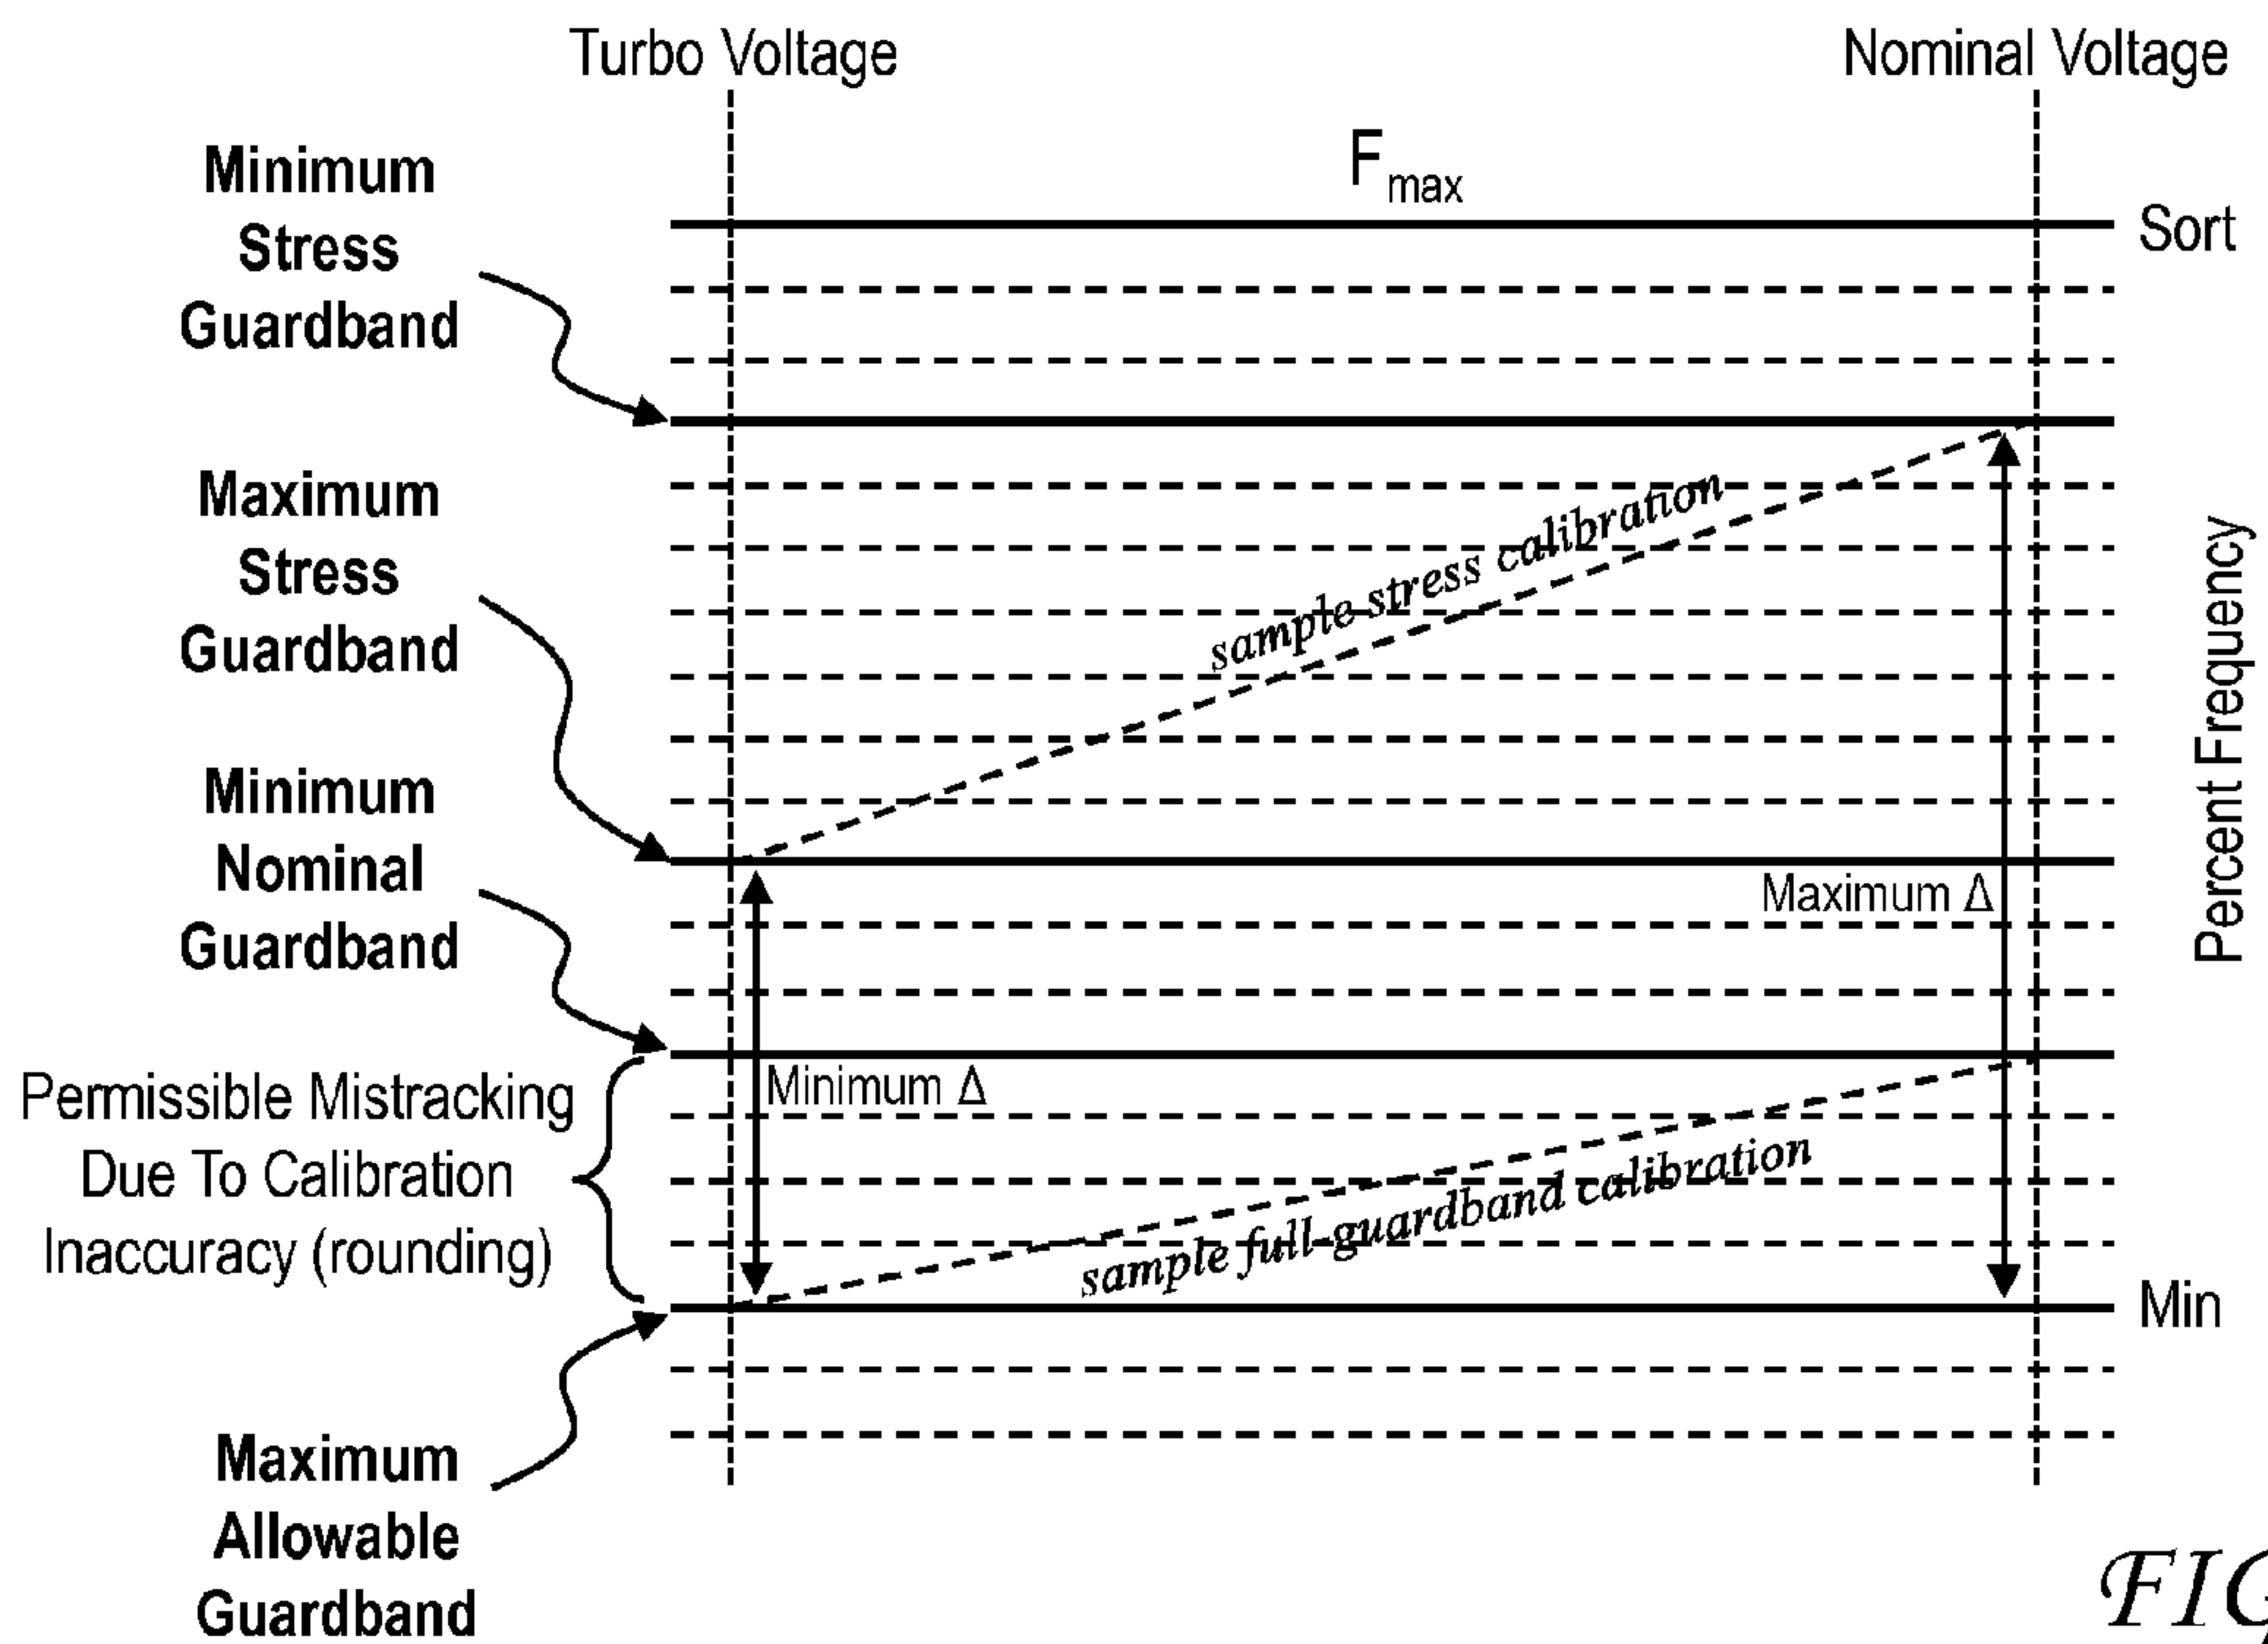 Turbo Voltage
Nominal Voltage
F max
Sort
Minimum
Stress
Guardband
Maximum
Stress
Guardband
sample stress calibration
Percent Frequency
Minimum
Nominal
Guardband
Maximum Δ
Minimum Δ
Permissible Mistracking
Due To Calibration
Inaccuracy (rounding)
sample full-guardband calibration
Min
Maximum
Allowable
Guardband